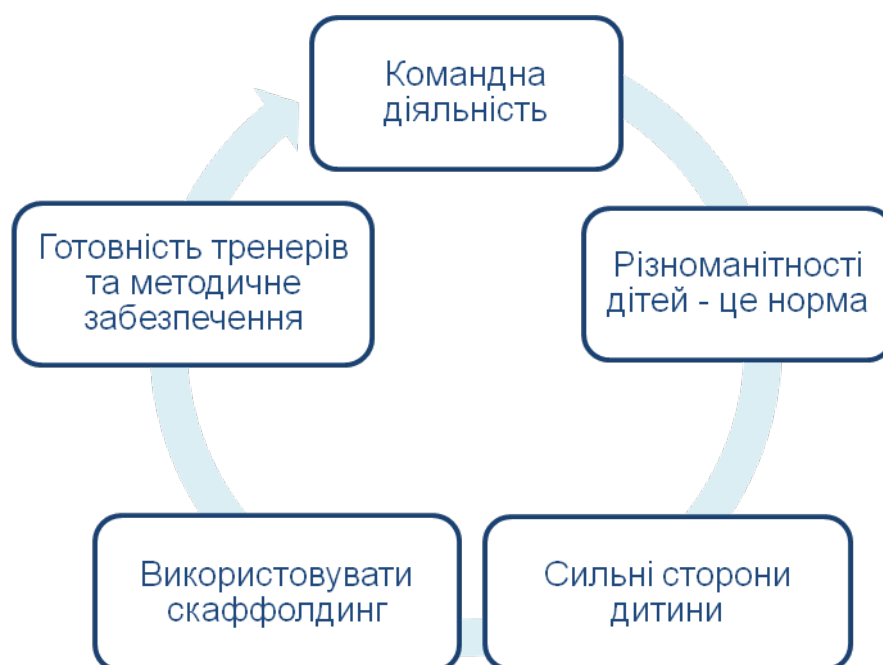 Командна
діяльність
Різноманітності
дітей - це норма
Сильні сторони
дитини
Використовувати
скаффолдинг
Готовність тренерів
та методичне
забезпечення